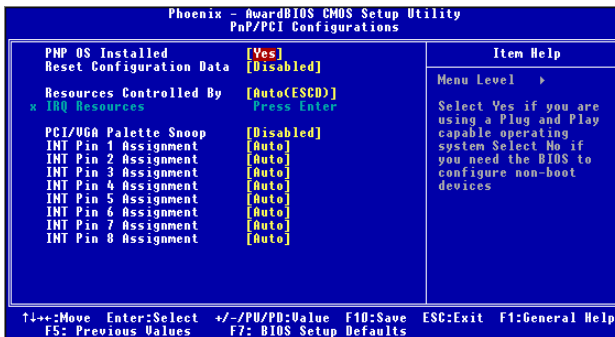 Phoenix - AwardBIOS CMOS Setup Utility
PnP/PCI Configurations
PNP OS Installed [Yes]
Reset Configuration Data [Disabled]
Resources Controlled By [Auto(ESCD)]
x IRQ Resources Press Enter
PCI/VGA Palette Snoop [Disabled]
INT Pin 1 Assignment [Auto]
INT Pin 2 Assignment [Auto]
INT Pin 3 Assignment [Auto]
INT Pin 4 Assignment [Auto]
INT Pin 5 Assignment [Auto]
INT Pin 6 Assignment [Auto]
INT Pin 7 Assignment [Auto]
INT Pin 8 Assignment [Auto]
Item Help
Menu Level ▸
Select Yes if you are
using a Plug and Play
capable operating
system Select No if
you need the BIOS to
configure non-boot
devices
↑↓→←:Move Enter:Select +/-/PU/PD:Value F10:Save ESC:Exit F1:General Help
F5: Previous Values F7: BIOS Setup Defaults